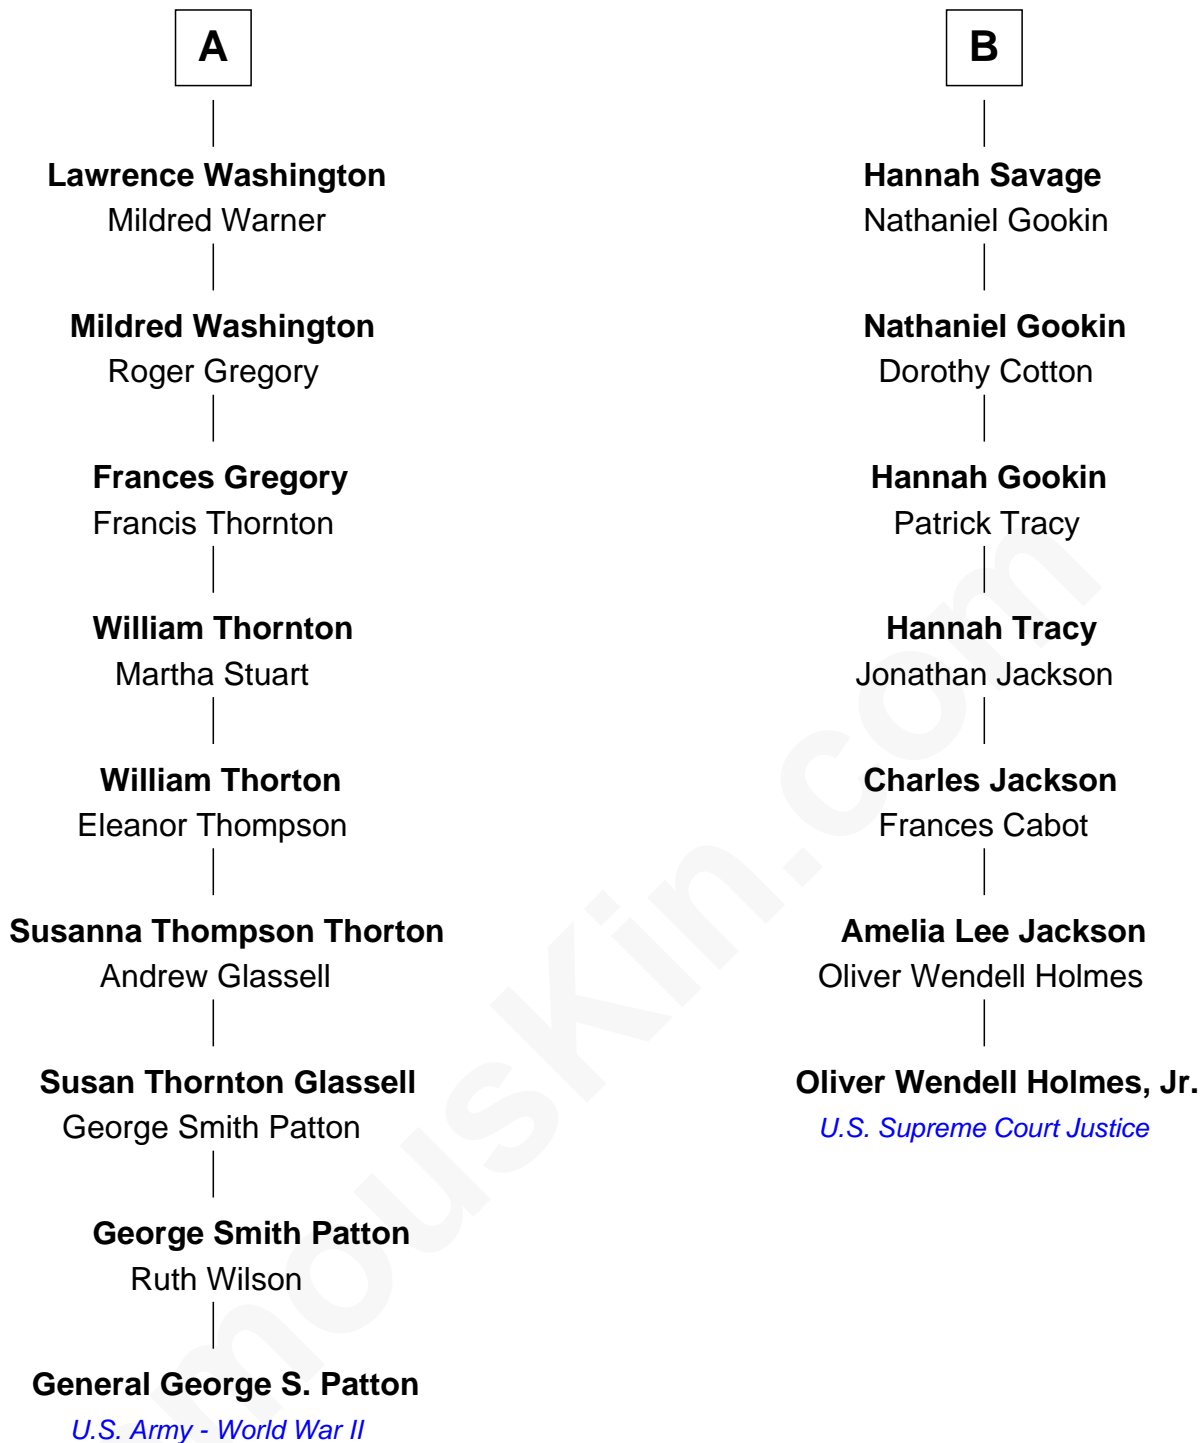 A
Lawrence Washington
Mildred Warner
Mildred Washington
Roger Gregory
Frances Gregory
Francis Thornton
William Thornton
Martha Stuart
William Thorton
Eleanor Thompson
Susanna Thompson Thorton
Andrew Glassell
Susan Thornton Glassell
George Smith Patton
George Smith Patton
Ruth Wilson
General George S. Patton
U.S. Army - World War II
B
Hannah Savage
Nathaniel Gookin
Nathaniel Gookin
Dorothy Cotton
Hannah Gookin
Patrick Tracy
Hannah Tracy
Jonathan Jackson
Charles Jackson
Frances Cabot
Amelia Lee Jackson
Oliver Wendell Holmes
Oliver Wendell Holmes, Jr.
U.S. Supreme Court Justice
mousKin.com